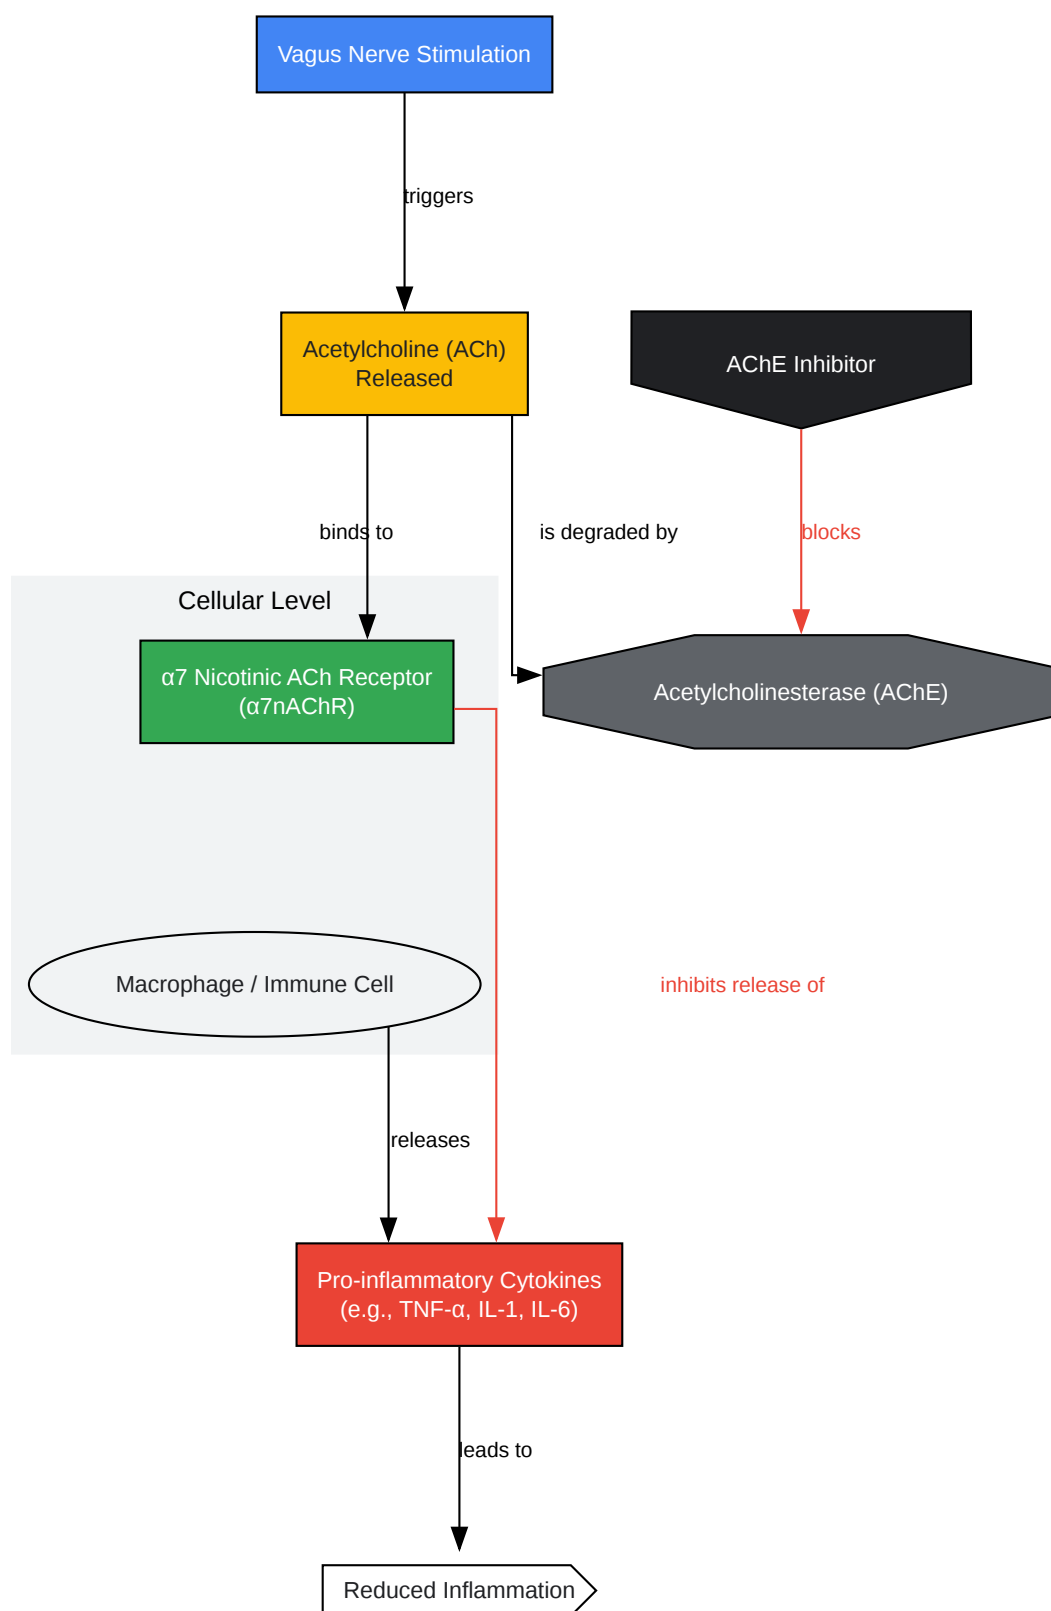 Vagus Nerve Stimulation
triggers
Acetylcholine (ACh)
Released
AChE Inhibitor
binds to
is degraded by
blocks
Cellular Level
α7 Nicotinic ACh Receptor
(α7nAChR)
Acetylcholinesterase (AChE)
Macrophage / Immune Cell
inhibits release of
releases
Pro-inflammatory Cytokines
(e.g., TNF-α, IL-1, IL-6)
leads to
Reduced Inflammation